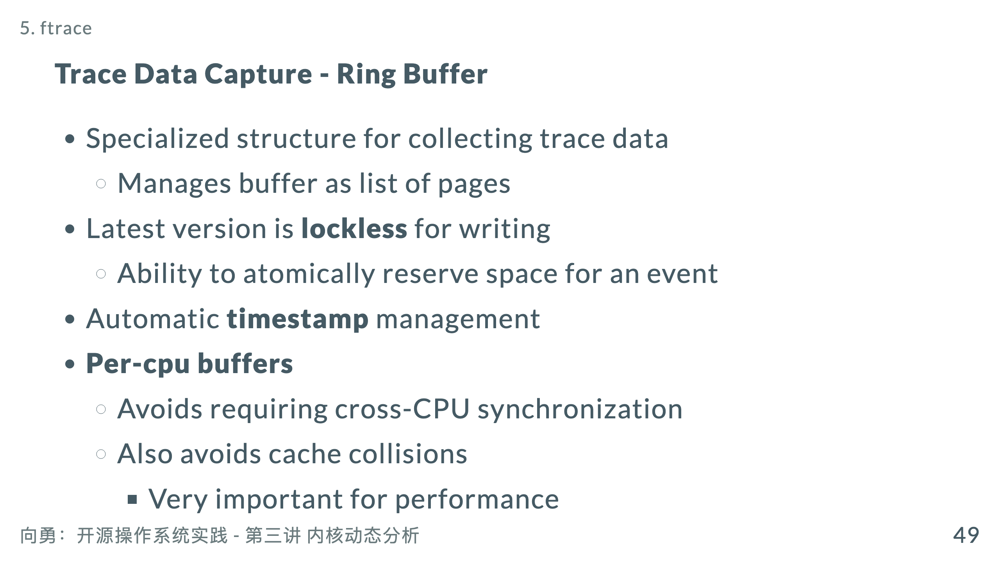 5. ftrace
Trace Data Capture - Ring Buffer
• Specialized structure for collecting trace data
○ Manages buffer as list of pages
• Latest version is lockless for writing
○ Ability to atomically reserve space for an event
• Automatic timestamp management
• Per-cpu buffers
○ Avoids requiring cross-CPU synchronization
○ Also avoids cache collisions
■ Very important for performance
向勇：开源操作系统实践 - 第三讲 内核动态分析
49